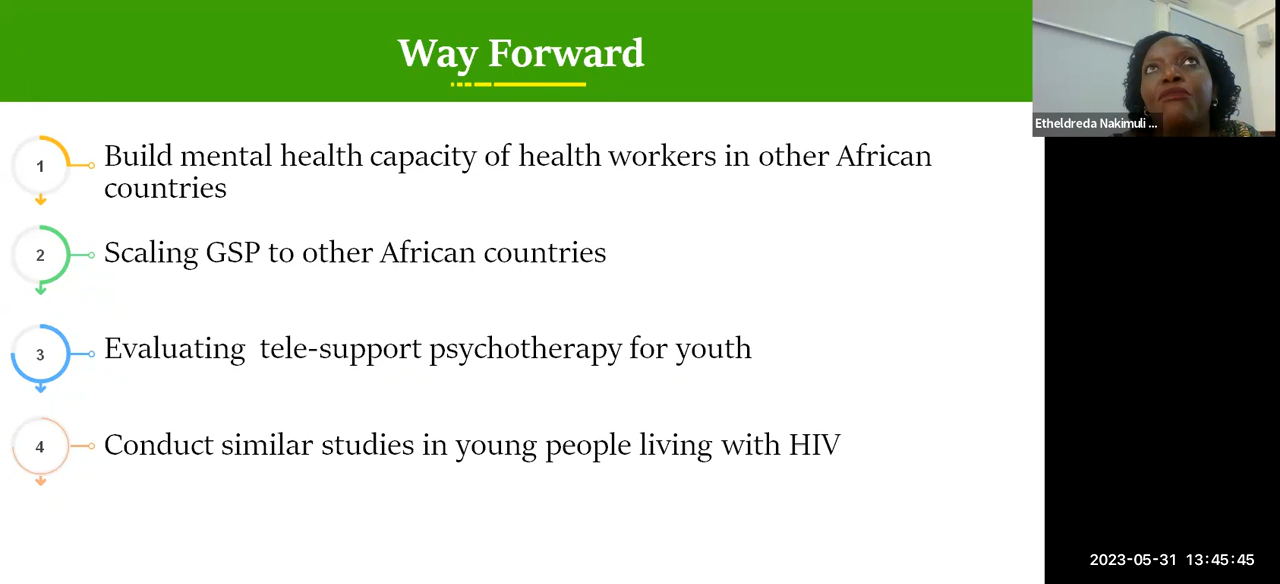 Way Forward
1
Build mental health capacity of health workers in other African
countries
2
Scaling GSP to other African countries
3
Evaluating  tele-support psychotherapy for youth
4
Conduct similar studies in young people living with HIV
Etheldreda Nakimuli ...
2023-05-31 13:45:45